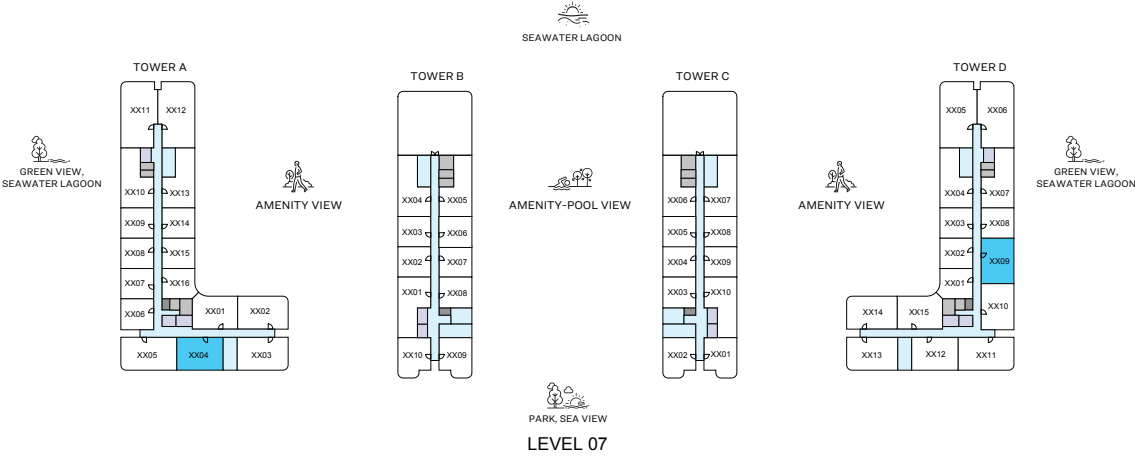 SEAWATER LAGOON
TOWER A
TOWER B
TOWER C
TOWER D
XX11
XX12
XX05
XX06
GREEN VIEW,
SEAWATER LAGOON
GREEN VIEW,
SEAWATER LAGOON
AMENITY VIEW
AMENITY-POOL VIEW
AMENITY VIEW
XX10
XX13
XX04
XX05
XX06
XX07
XX04
XX07
XX09
XX14
XX03
XX06
XX05
XX08
XX03
XX08
XX08
XX15
XX02
XX07
XX04
XX09
XX02
XX09
XX07
XX16
XX01
XX08
XX03
XX10
XX01
XX06
XX01
XX02
XX14
XX15
XX10
XX05
XX04
XX03
XX10
XX09
XX02
XX01
XX13
XX12
XX11
PARK, SEA VIEW
LEVEL 07